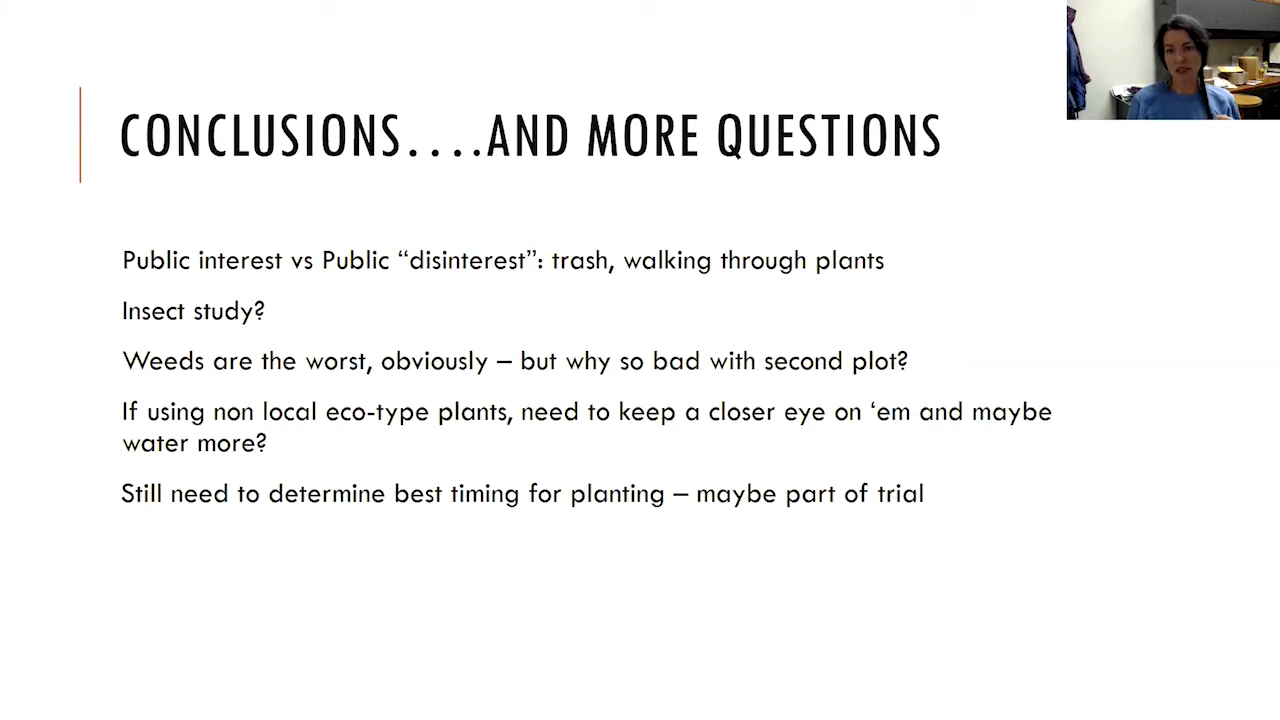 CONCLUSIONS....AND MORE QUESTIONS
Public interest vs Public “disinterest”: trash, walking through plants
Insect study?
Weeds are the worst, obviously – but why so bad with second plot?
If using non local eco-type plants, need to keep a closer eye on ‘em and maybe
water more?
Still need to determine best timing for planting – maybe part of trial